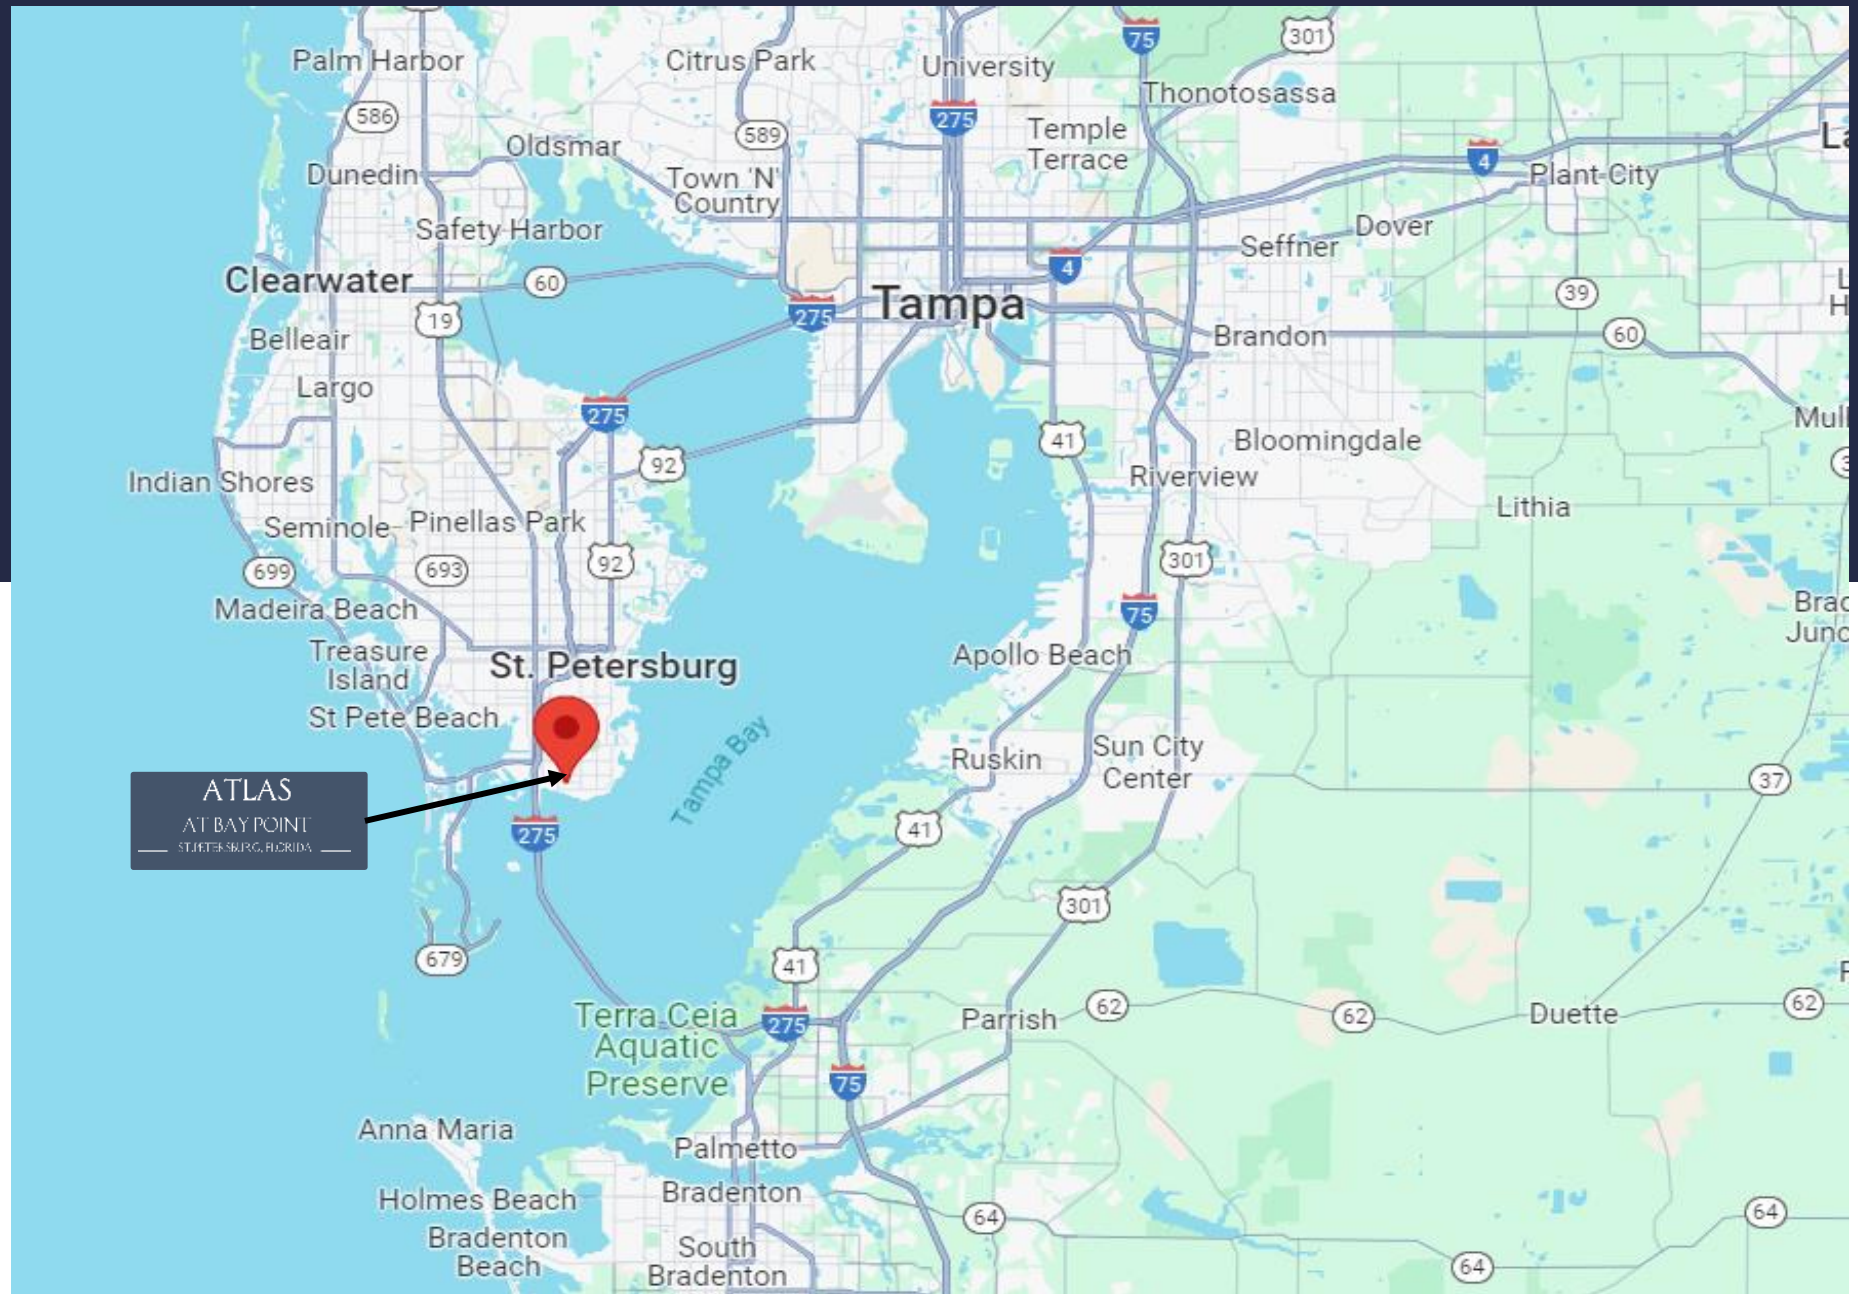 75
301
Palm Harbor
Citrus Park
University
Thonotosassa
586
275
589
Temple
Terrace
Oldsmar
4
Dunedin
Town 'N'
Country
Plant City
Safety Harbor
Dover
Seffner
Clearwater
60
4
39
19
275
Tampa
Belleair
Brandon
60
Largo
275
41
Bloomingdale
92
Indian Shores
Riverview
Lithia
Seminole
Pinellas Park
699
693
92
301
Madeira Beach
75
Treasure
Island
St. Petersburg
Apollo Beach
St Pete Beach
Tampa Bay
Ruskin
Sun City
Center
37
ATLAS
AT BAY POINT
ST.PETERSBURG, FLORIDA
275
41
301
679
41
Terra Ceia
Aquatic
Preserve
275
Parrish
62
62
Duette
62
75
Anna Maria
Palmetto
Holmes Beach
Bradenton
64
64
Bradenton
Beach
South
Bradenton
64